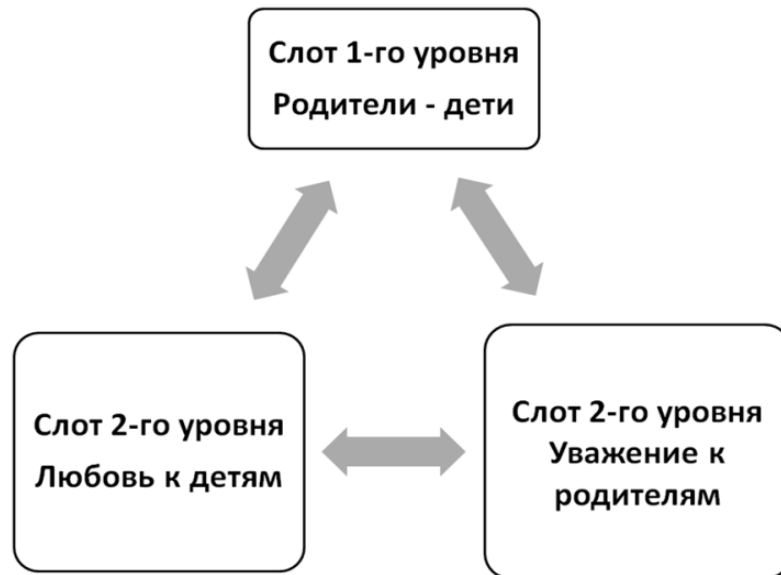 Слот 1-го уровня
Родители - дети
Слот 2-го уровня
Любовь к детям
Слот 2-го уровня
Уважение к
родителям